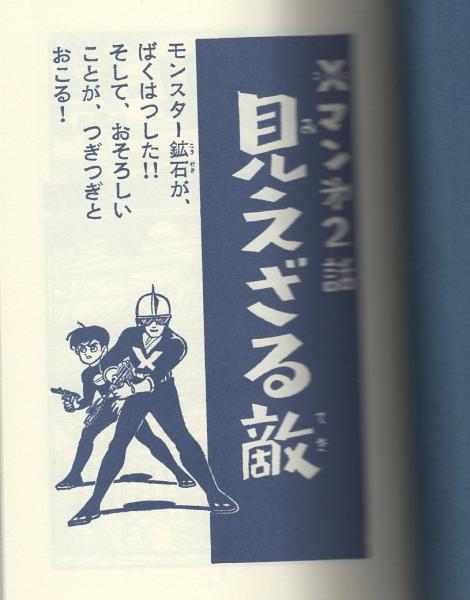 Xマン第2話
見えざる敵
モンスター鉱石が、
ばくはつした!!
そして、おそろしい
ことが、つぎつぎと
おこる!